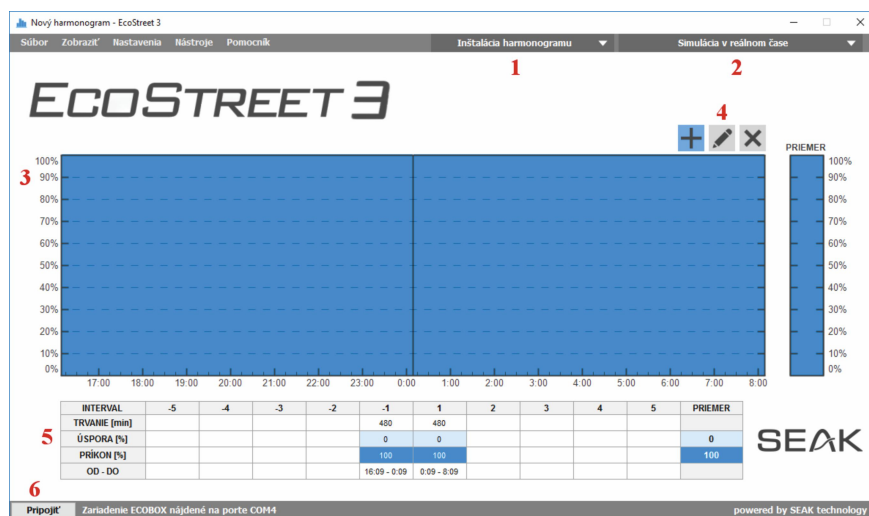 Nový harmonogram - EcoStreet 3
Súbor Zobraziť Nastavenia Nástroje Pomocník Inštalácia harmonogramu Simulácia v reálnom čase
1 2
ECOSTREET 3
4
PRIEMER
3
100% 100%
90% 90%
80% 80%
70% 70%
60% 60%
50% 50%
40% 40%
30% 30%
20% 20%
10% 10%
0% 0%
17:00 18:00 19:00 20:00 21:00 22:00 23:00 0:00 1:00 2:00 3:00 4:00 5:00 6:00 7:00 8:00
INTERVAL -5 -4 -3 -2 -1 1 2 3 4 5 PRIEMER
TRVANIE [min] 480 480
5
ÚSPORA [%] 0 0 0
PRÍKON [%] 100 100 100
OD - DO 16:09 - 0:09 0:09 - 8:09
SEAK
6
Pripojiť Zariadenie ECOBOX nájdené na porte COM4 powered by SEAK technology